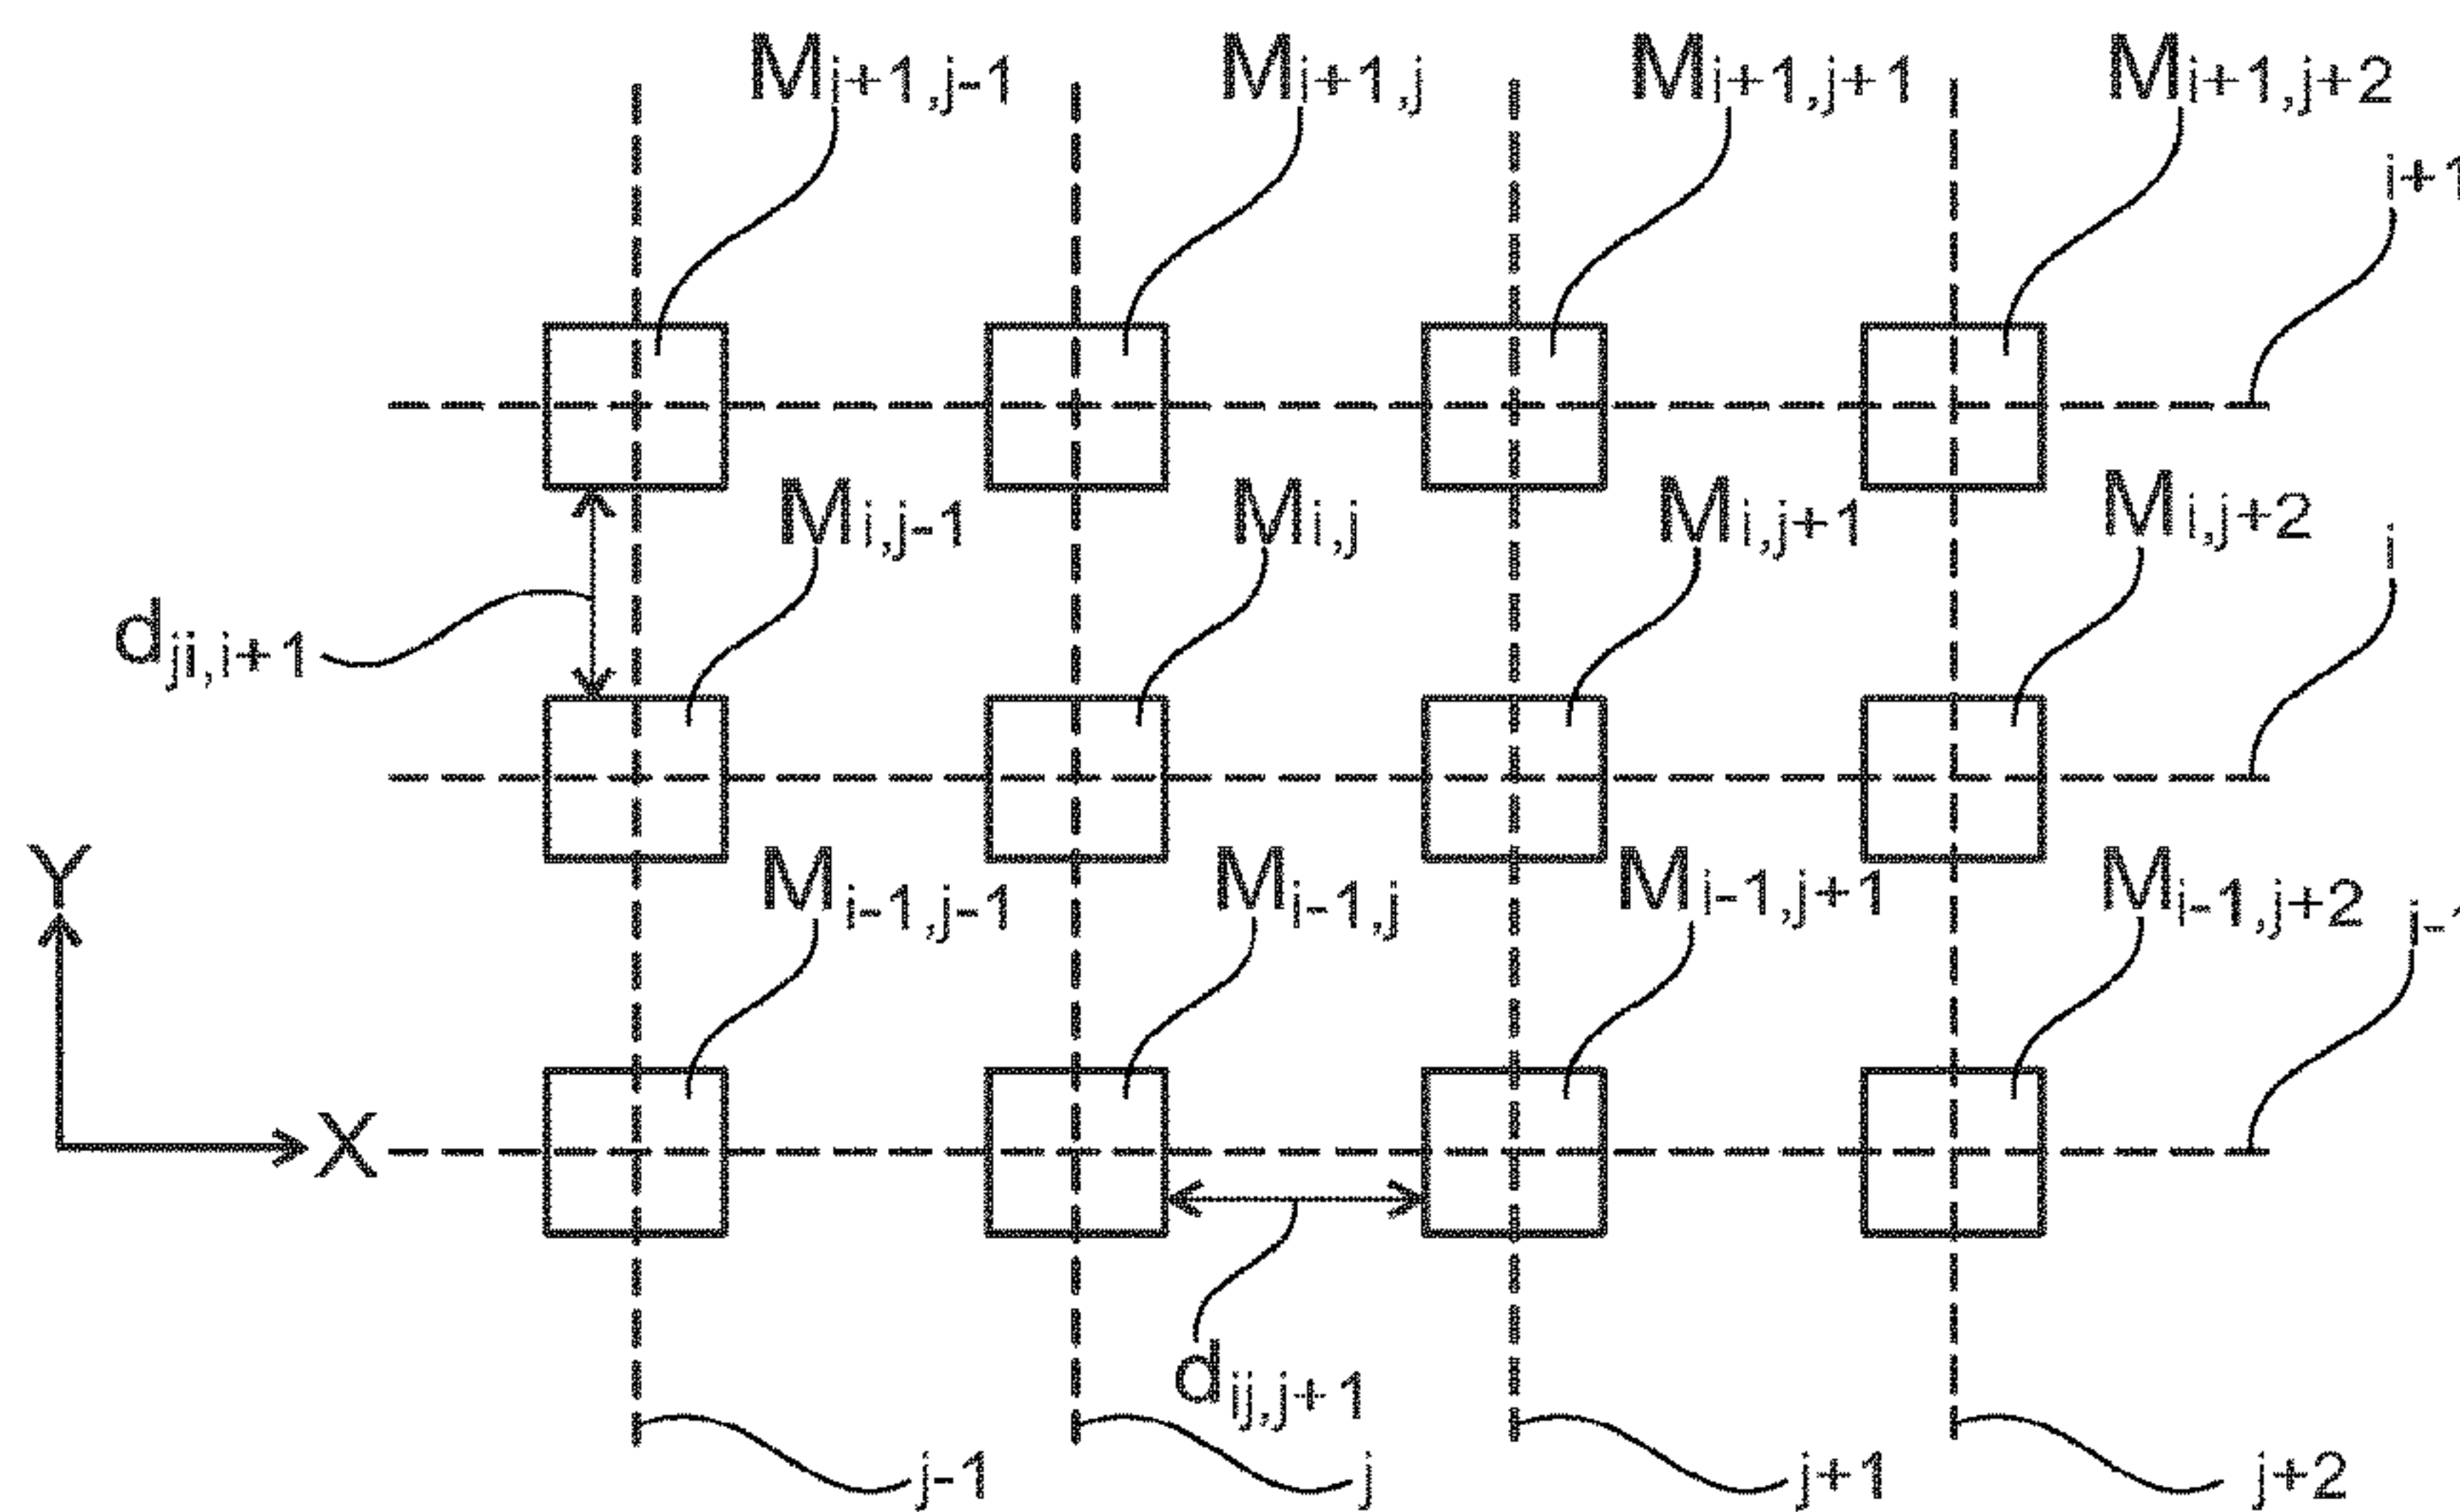 Mi+1,j-1 Mi+1,j Mi+1,j+1 Mi+1,j+2
i+1
Mi,j-1 Mi,j Mi,j+1 Mi,j+2
i
dji,i+1
Y
Mi-1,j-1 Mi-1,j Mi-1,j+1 Mi-1,j+2
X
dij,j+1
j-1 j j+1 j+2